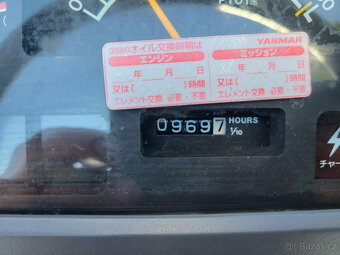 次回のオイル交換時期は YANMAR
エンジン ミッション
年 月 日 年 月 日
又は( )時間 又は( )時間
エレメント交換 必要・不要 エレメント交換 必要・不要
09697 HOURS
1/10
チャー